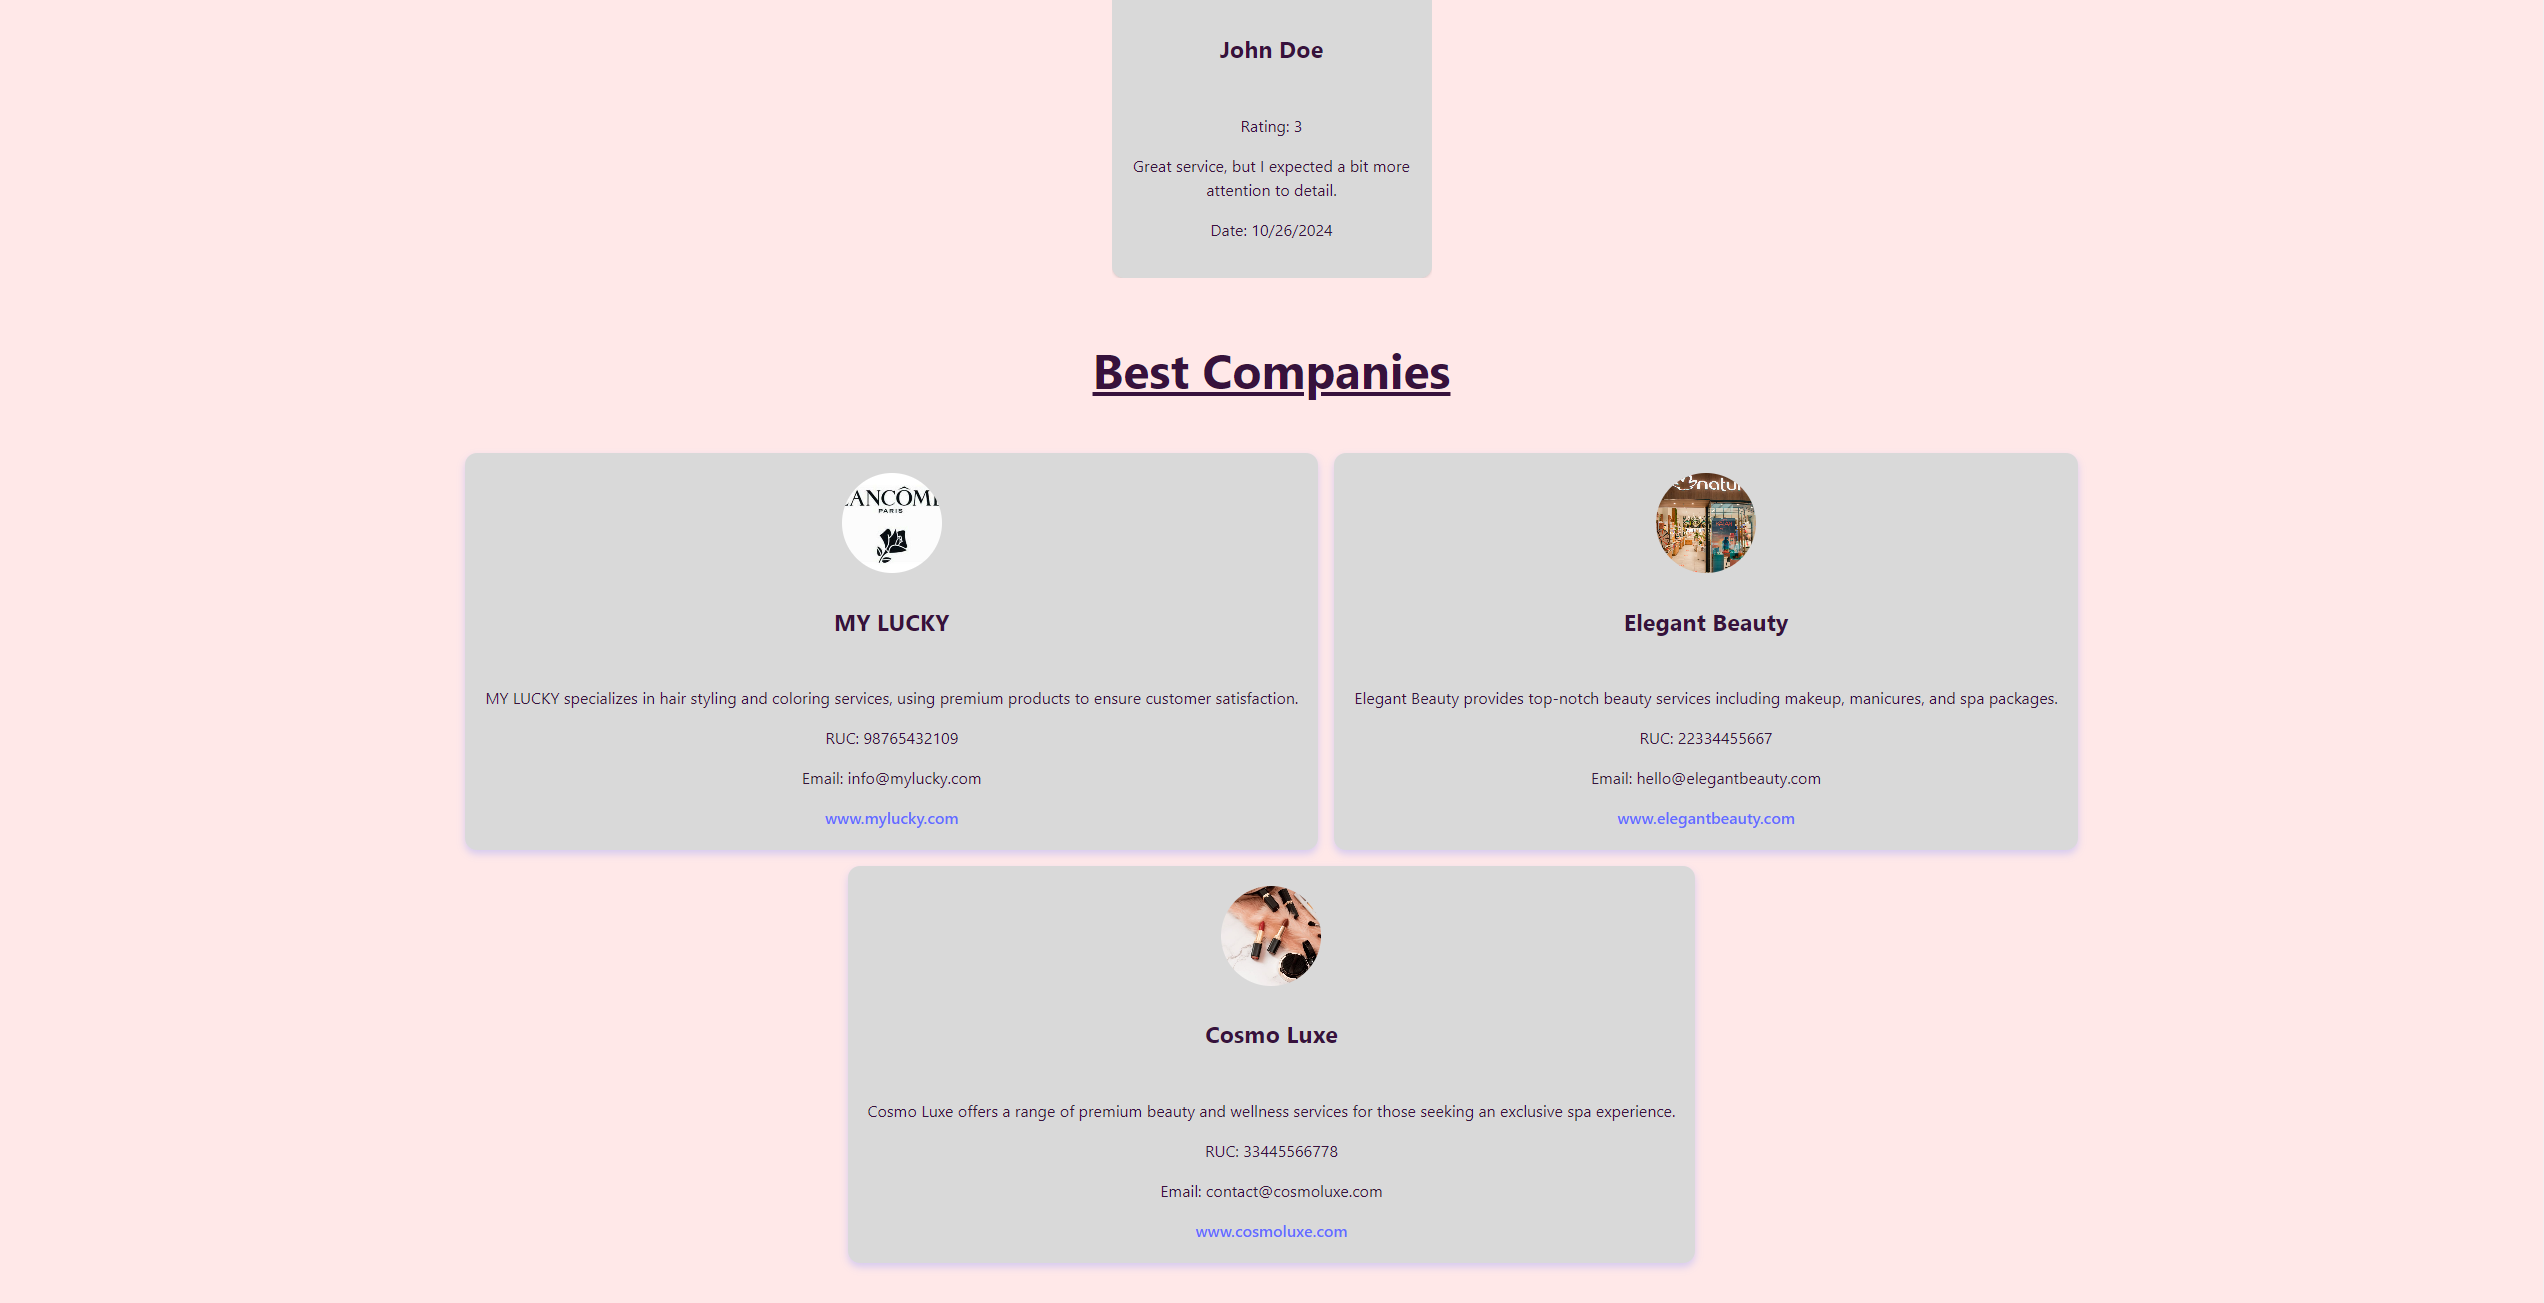 John Doe
Rating: 3
Great service, but I expected a bit more
attention to detail.
Date: 10/26/2024
Best Companies
LANCÔME
PARIS
natu
MY LUCKY
Elegant Beauty
MY LUCKY specializes in hair styling and coloring services, using premium products to ensure customer satisfaction.
Elegant Beauty provides top-notch beauty services including makeup, manicures, and spa packages.
RUC: 98765432109
RUC: 22334455667
Email: info@mylucky.com
Email: hello@elegantbeauty.com
www.mylucky.com
www.elegantbeauty.com
Cosmo Luxe
Cosmo Luxe offers a range of premium beauty and wellness services for those seeking an exclusive spa experience.
RUC: 33445566778
Email: contact@cosmoluxe.com
www.cosmoluxe.com